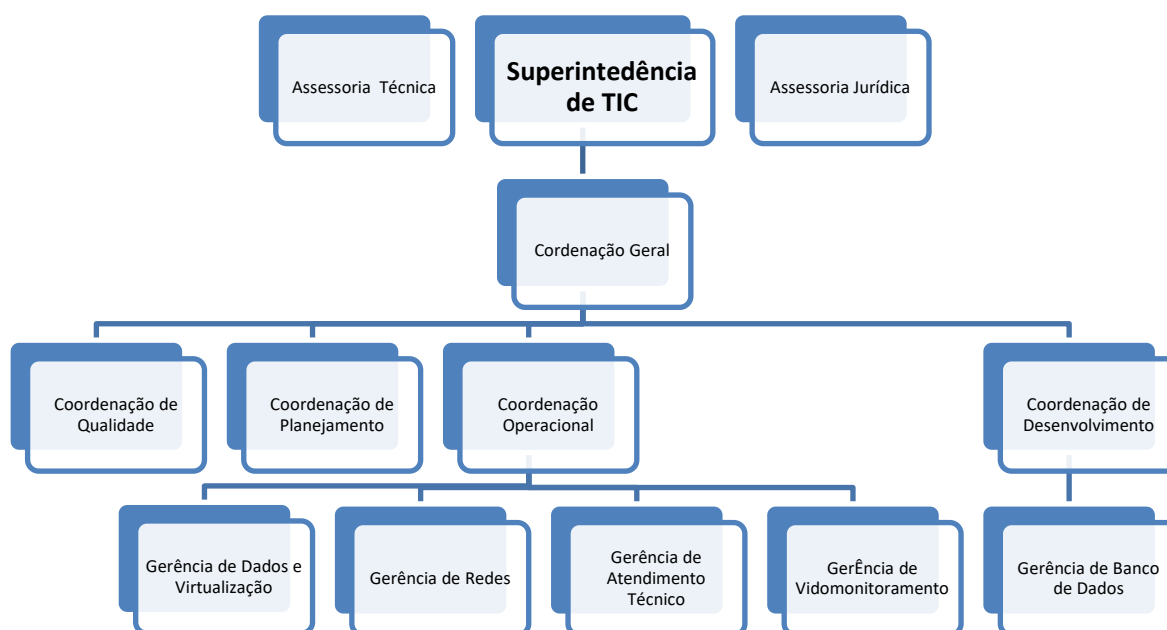 Assessoria Técnica
Superintedência
de TIC
Assessoria Jurídica
Cordenação Geral
Coordenação de
Qualidade
Coordenação de
Planejamento
Coordenação
Operacional
Coordenação de
Desenvolvimento
Gerência de Dados e
Virtualização
Gerência de Redes
Gerência de
Atendimento
Técnico
GerÊncia de
Vidomonitoramento
Gerência de Banco
de Dados